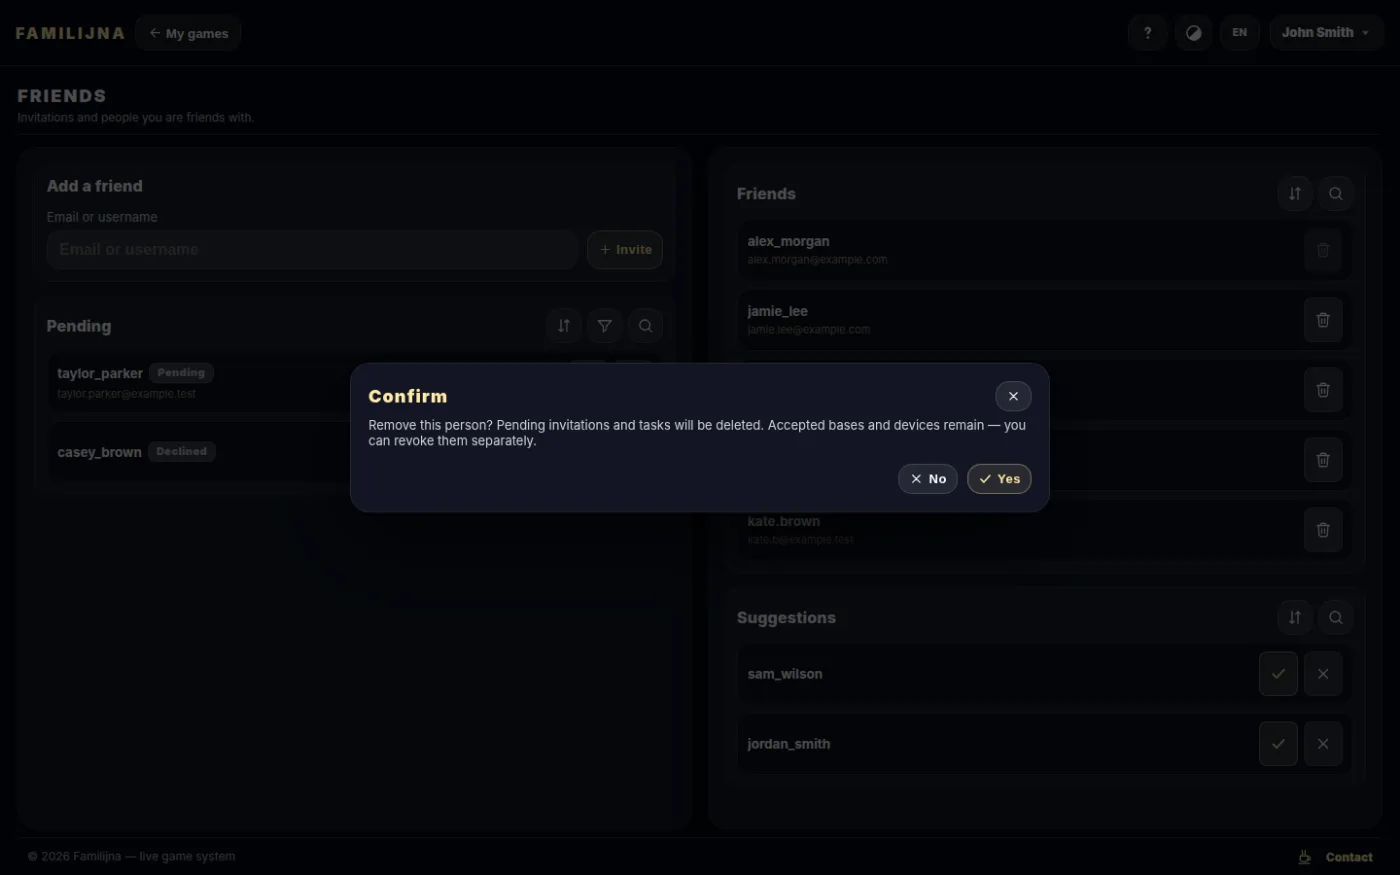 FAMILIJNA
My games
?
EN
John Smith
FRIENDS
Invitations and people you are friends with.
Add a friend
Email or username
Email or username
+ Invite
Pending
taylor_parker Pending
taylor.parker@example.test
casey_brown Declined
Friends
alex_morgan
alex.morgan@example.com
jamie_lee
jamie.lee@example.com
kate.brown
kate.b@example.test
Suggestions
sam_wilson
jordan_smith
Confirm
Remove this person? Pending invitations and tasks will be deleted. Accepted bases and devices remain — you
can revoke them separately.
No
Yes
© 2026 Familijna — live game system
Contact